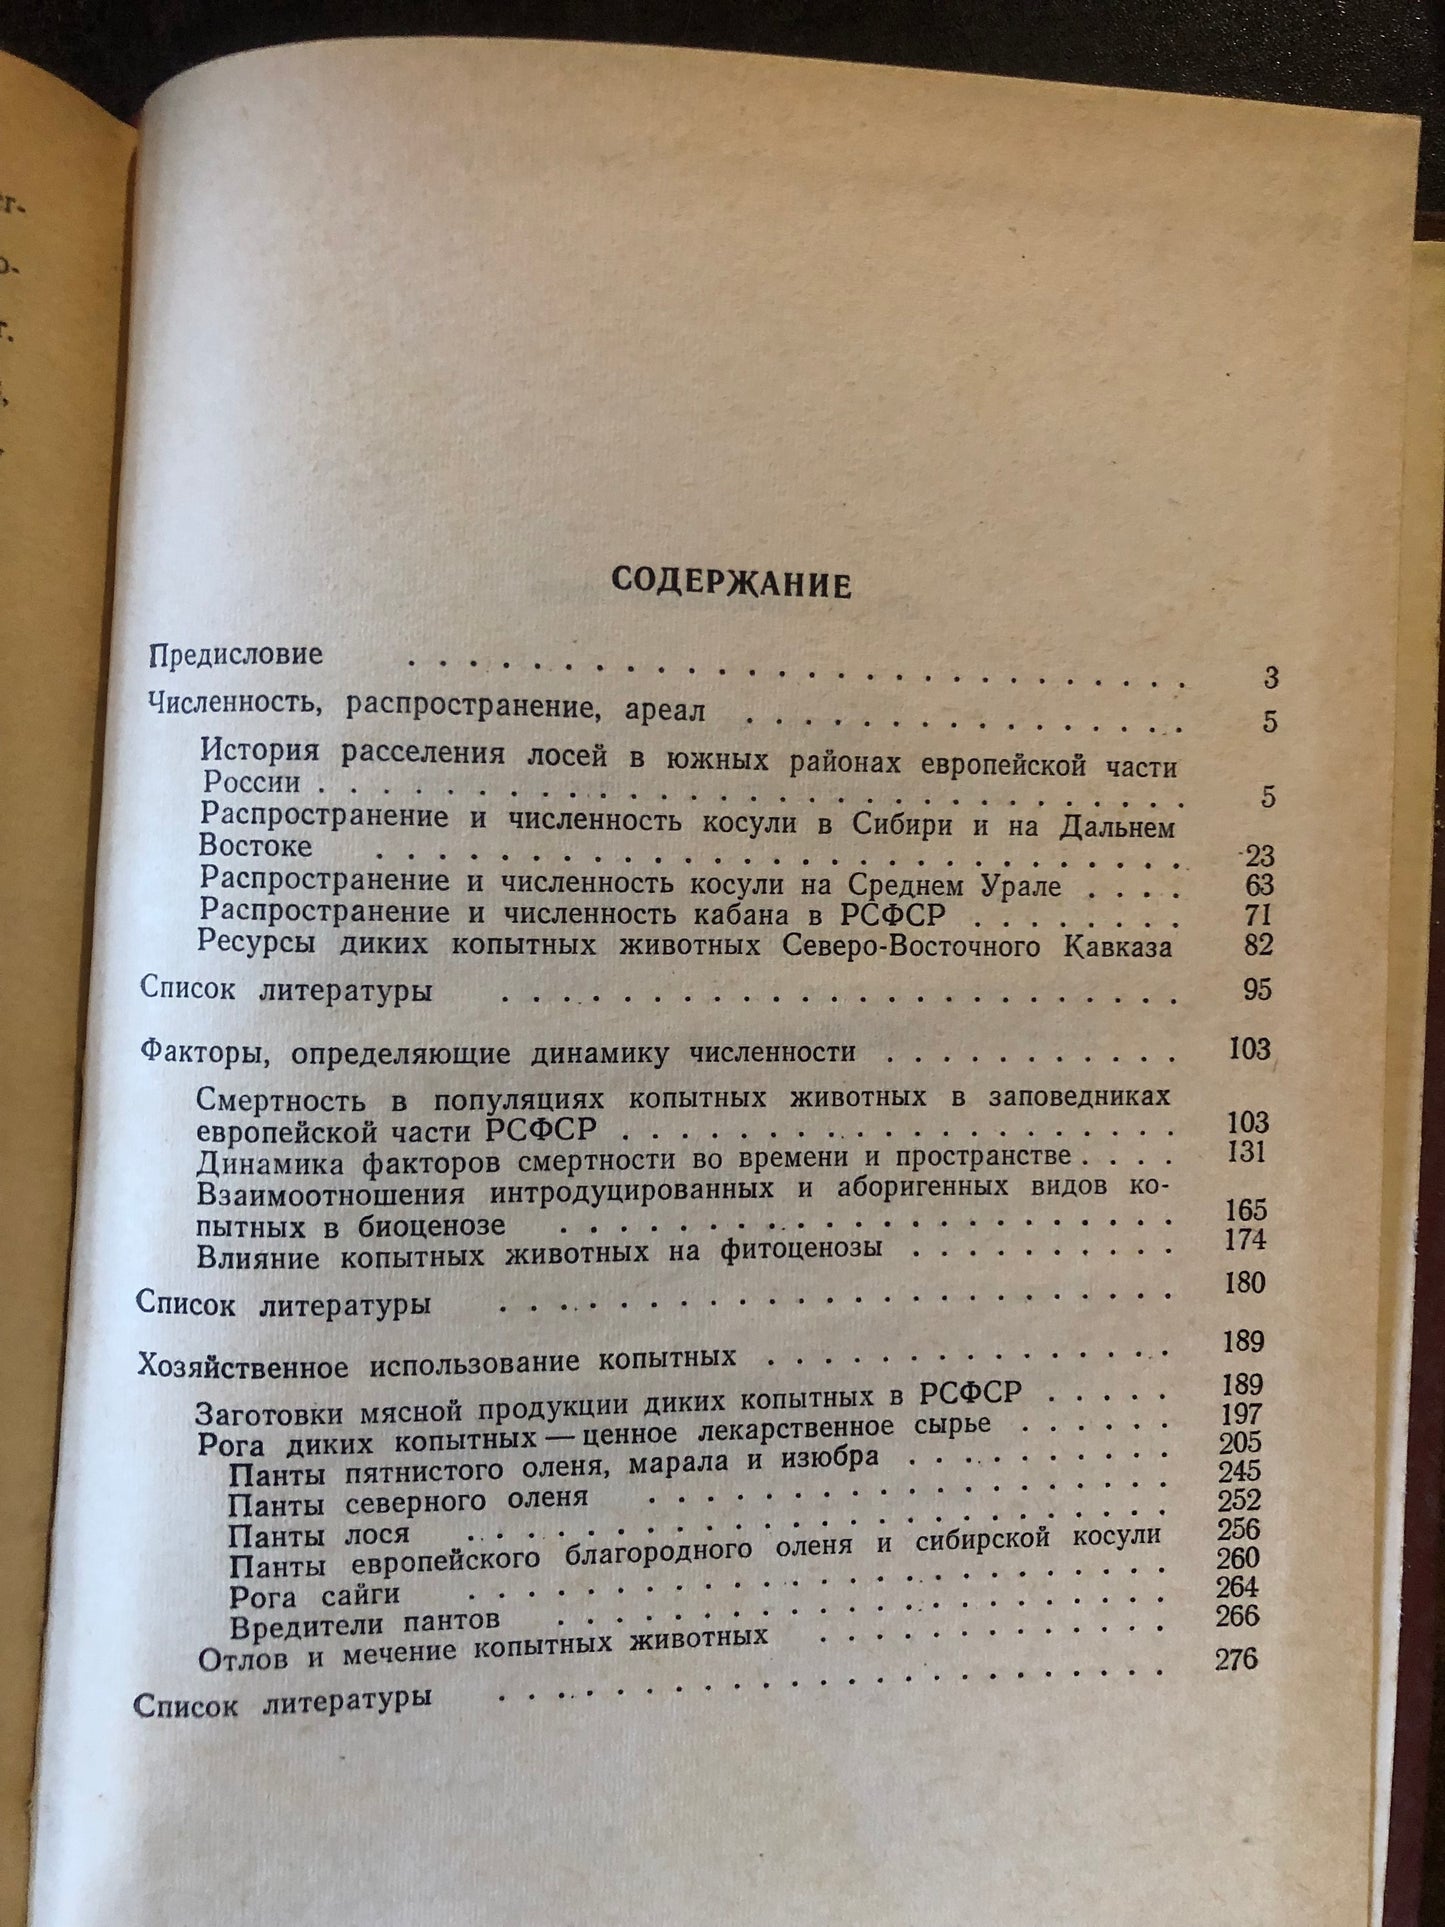 СОДЕРЖАНИЕ
Предисловие . . . . . . . . . . . . . . . . . . . . . . . . . . 3
Численность, распространение, ареал . . . . . . . . . . . . . . . 5
История расселения лосей в южных районах европейской части
России . . . . . . . . . . . . . . . . . . . . . . . . . . . . 5
Распространение и численность косули в Сибири и на Дальнем
Востоке . . . . . . . . . . . . . . . . . . . . . . . . . . . 23
Распространение и численность косули на Среднем Урале . . . . 63
Распространение и численность кабана в РСФСР . . . . . . . . 71
Ресурсы диких копытных животных Северо-Восточного Кавказа 82
Список литературы . . . . . . . . . . . . . . . . . . . . . . . 95
Факторы, определяющие динамику численности . . . . . . . . . . 103
Смертность в популяциях копытных животных в заповедниках
европейской части РСФСР . . . . . . . . . . . . . . . . . . . 103
Динамика факторов смертности во времени и пространстве . . . . 131
Взаимоотношения интродуцированных и аборигенных видов ко-
пытных в биоценозе . . . . . . . . . . . . . . . . . . . . . 165
Влияние копытных животных на фитоценозы . . . . . . . . . 174
Список литературы . . . . . . . . . . . . . . . . . . . . . . . 180
Хозяйственное использование копытных . . . . . . . . . . . . . . 189
Заготовки мясной продукции диких копытных в РСФСР . . . . . 189
Рога диких копытных — ценное лекарственное сырье . . . . . . 197
Панты пятнистого оленя, марала и изюбра . . . . . . . . . 205
Панты северного оленя . . . . . . . . . . . . . . . . . . 245
Панты лося . . . . . . . . . . . . . . . . . . . . . . . . 252
Панты европейского благородного оленя и сибирской косули 256
Рога сайги . . . . . . . . . . . . . . . . . . . . . . . . 260
Вредители пантов . . . . . . . . . . . . . . . . . . . . . 264
Отлов и мечение копытных животных . . . . . . . . . . . . 266
Список литературы . . . . . . . . . . . . . . . . . . . . . . . 276